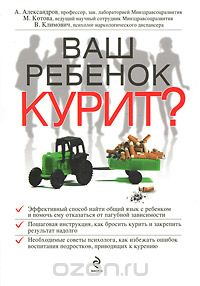 А. Александров, профессор, зав. лабораторией Минздравсоцразвития
М. Котова, ведущий научный сотрудник Минздравсоцразвития
В. Климович, психолог наркологического диспансера
ВАШ
РЕБЕНОК
КУРИТ?
Эффективный способ найти общий язык с ребенком
и помочь ему отказаться от пагубной зависимости
Пошаговая инструкция, как бросить курить и закрепить
результат надолго
Необходимые советы психолога, как избежать ошибок
воспитания подростков, приводящих к курению
ozon.ru